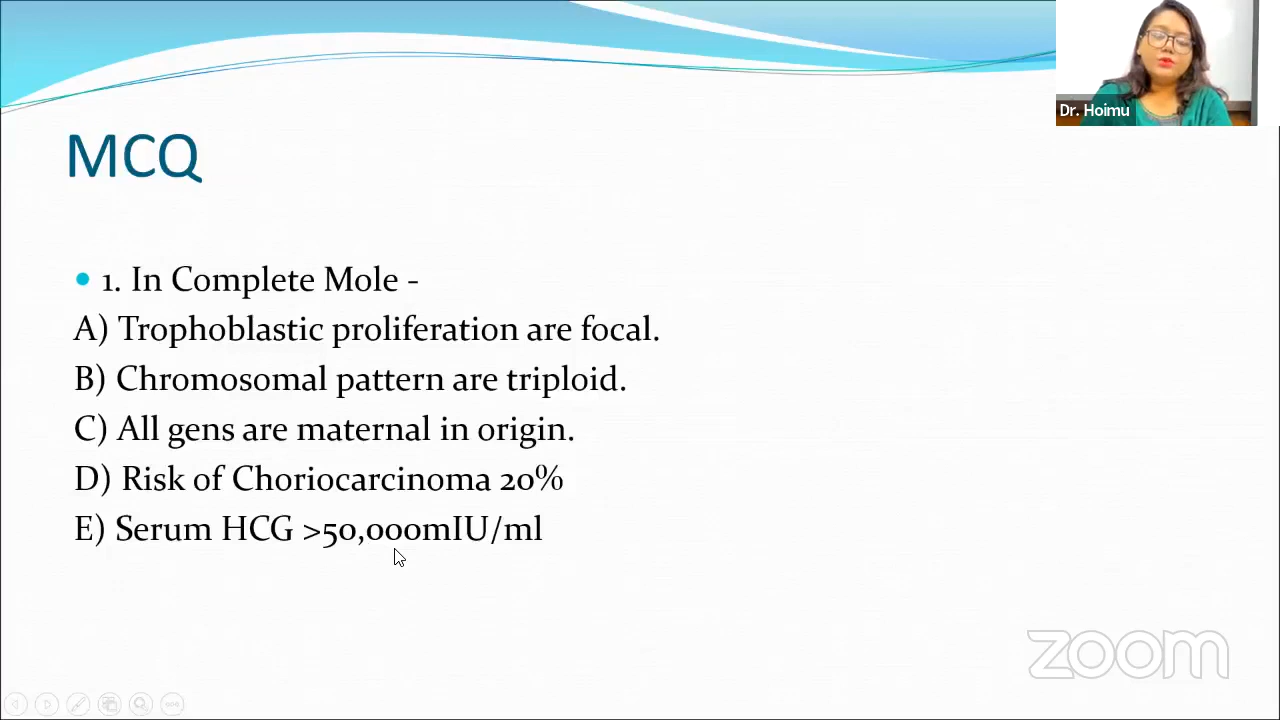 Dr. Hoimu
MCQ
1. In Complete Mole -
A) Trophoblastic proliferation are focal.
B) Chromosomal pattern are triploid.
C) All gens are maternal in origin.
D) Risk of Choriocarcinoma 20%
E) Serum HCG >50,000mIU/ml
zoom